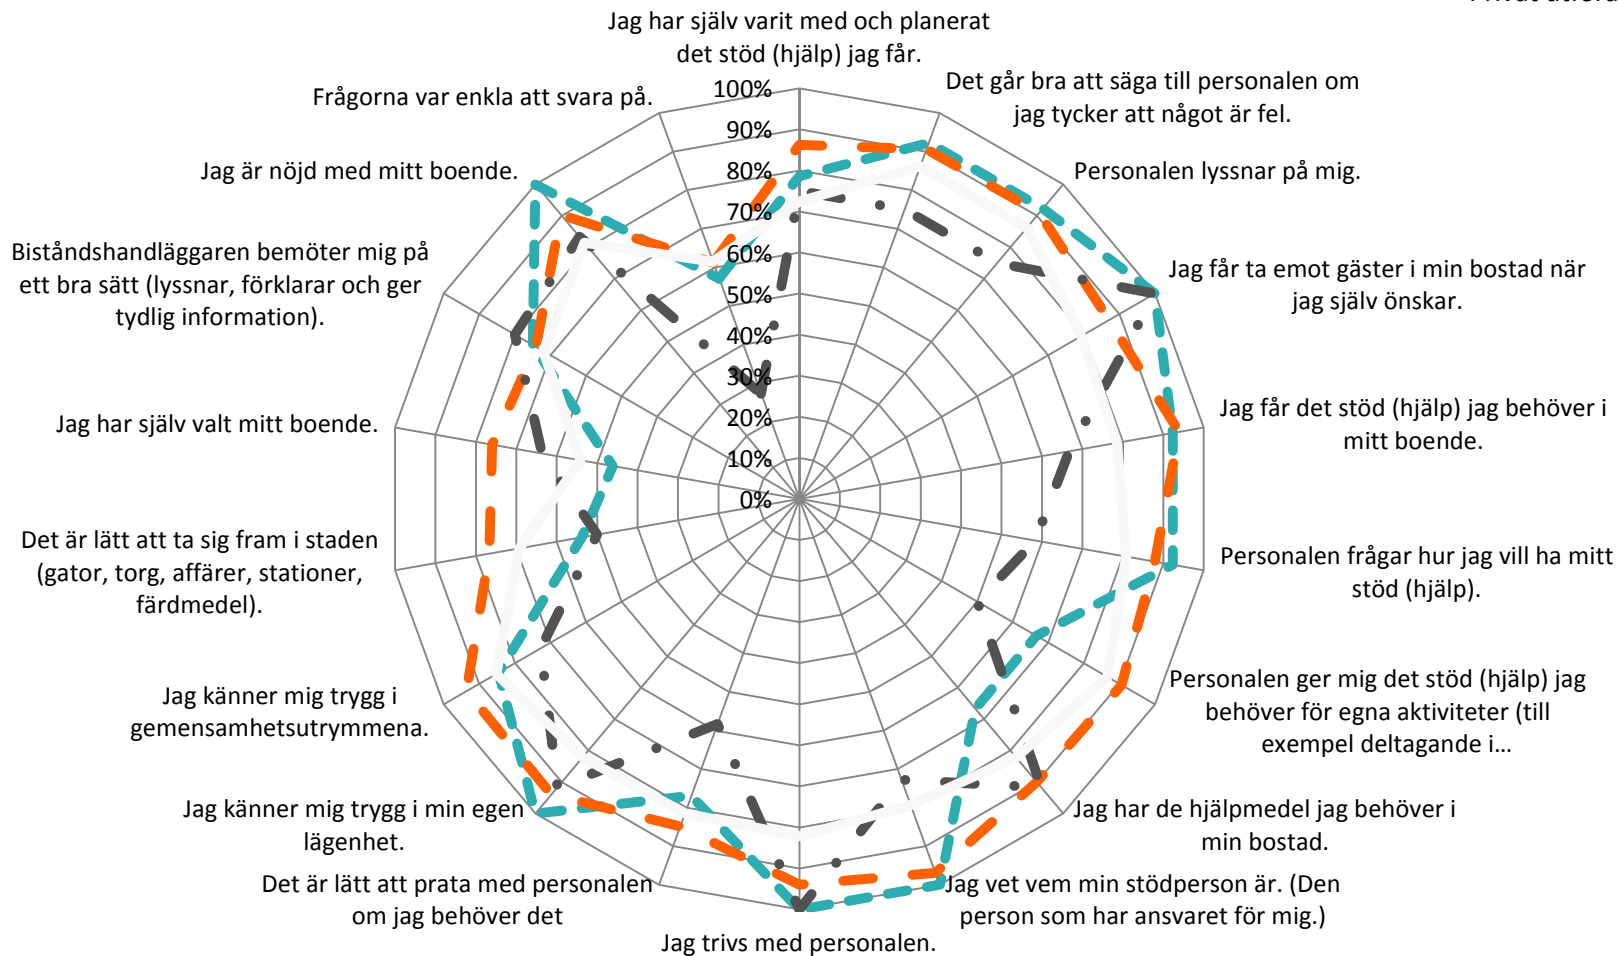 Privat utförd
Jag har själv varit med och planerat
det stöd (hjälp) jag får.
Det går bra att säga till personalen om
jag tycker att något är fel.
Personalen lyssnar på mig.
Jag får ta emot gäster i min bostad när
jag själv önskar.
Jag får det stöd (hjälp) jag behöver i
mitt boende.
Personalen frågar hur jag vill ha mitt
stöd (hjälp).
Personalen ger mig det stöd (hjälp) jag
behöver för egna aktiviteter (till
exempel deltagande i...
Jag har de hjälpmedel jag behöver i
min bostad.
Jag vet vem min stödperson är. (Den
person som har ansvaret för mig.)
Jag trivs med personalen.
Det är lätt att prata med personalen
om jag behöver det
Jag känner mig trygg i min egen
lägenhet.
Jag känner mig trygg i
gemensamhetsutrymmena.
Det är lätt att ta sig fram i staden
(gator, torg, affärer, stationer,
färdmedel).
Jag har själv valt mitt boende.
Biståndshandläggaren bemöter mig på
ett bra sätt (lyssnar, förklarar och ger
tydlig information).
Jag är nöjd med mitt boende.
Frågorna var enkla att svara på.
100%
90%
80%
70%
60%
50%
40%
30%
20%
10%
0%